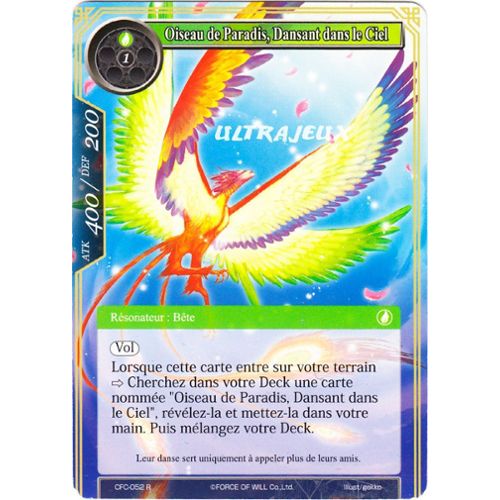 Oiseau de Paradis, Dansant dans le Ciel
1
ATK 400 / DEF 200
ULTRAJEUX
Résonateur : Bête
Vol
Lorsque cette carte entre sur votre terrain
⇨ Cherchez dans votre Deck une carte
nommée "Oiseau de Paradis, Dansant dans
le Ciel", révélez-la et mettez-la dans votre
main. Puis mélangez votre Deck.
Leur danse sert uniquement à appeler plus de leurs amis.
CFC-052 R ©FORCE OF WILL Co.,Ltd. Illust/gekko